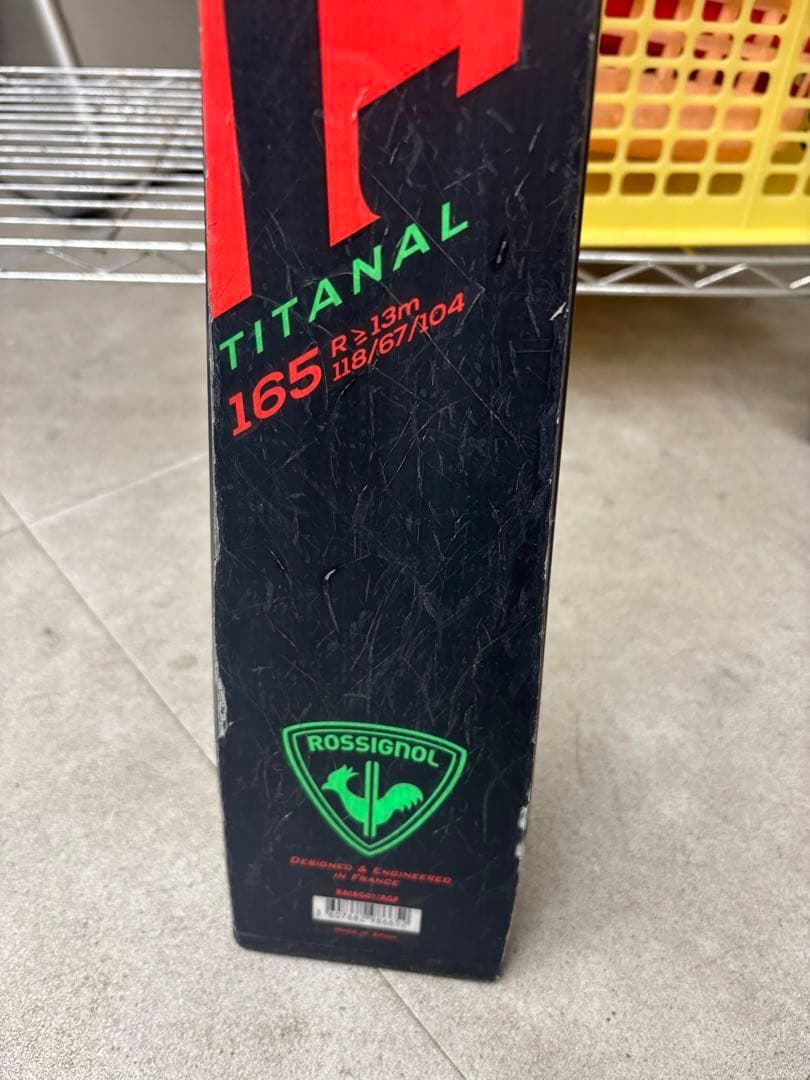 TITANAL
165
R ≥ 13m
118/67/104
ROSSIGNOL
DESIGNED & ENGINEERED
IN FRANCE